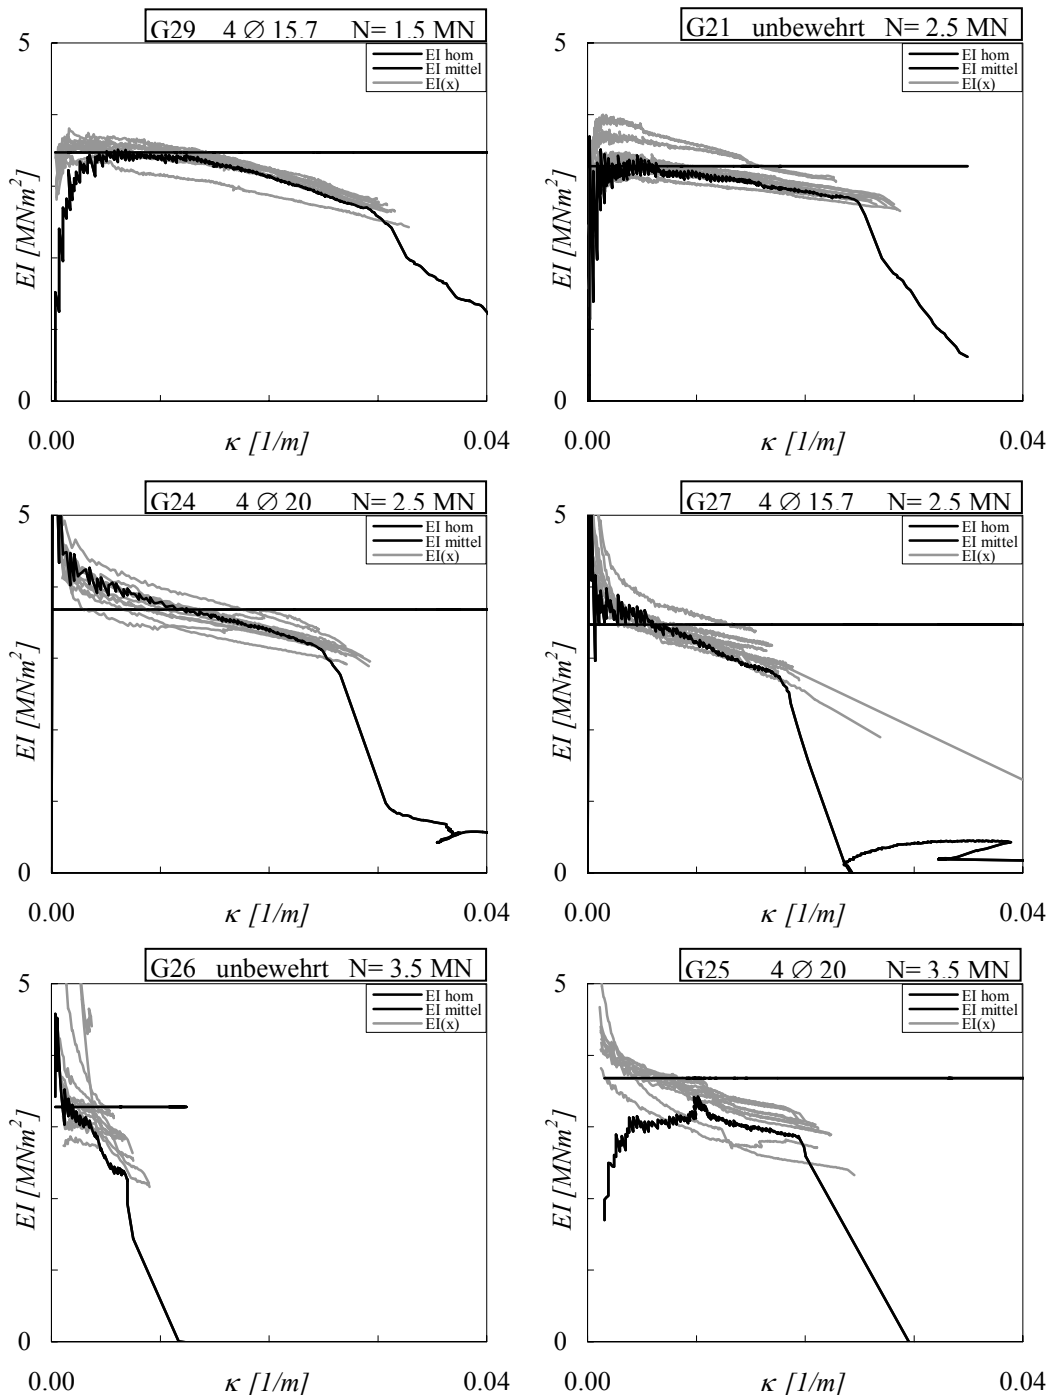 G29 4 ∅ 15.7 N= 1.5 MN
5
EI hom
EI mittel
EI(x)
EI [MNm²]
0
0.00 κ [1/m] 0.04
G21 unbewehrt N= 2.5 MN
5
EI hom
EI mittel
EI(x)
EI [MNm²]
0
0.00 κ [1/m] 0.04
G24 4 ∅ 20 N= 2.5 MN
5
EI hom
EI mittel
EI(x)
EI [MNm²]
0
0.00 κ [1/m] 0.04
G27 4 ∅ 15.7 N= 2.5 MN
5
EI hom
EI mittel
EI(x)
EI [MNm²]
0
0.00 κ [1/m] 0.04
G26 unbewehrt N= 3.5 MN
5
EI hom
EI mittel
EI(x)
EI [MNm²]
0
0.00 κ [1/m] 0.04
G25 4 ∅ 20 N= 3.5 MN
5
EI hom
EI mittel
EI(x)
EI [MNm²]
0
0.00 κ [1/m] 0.04